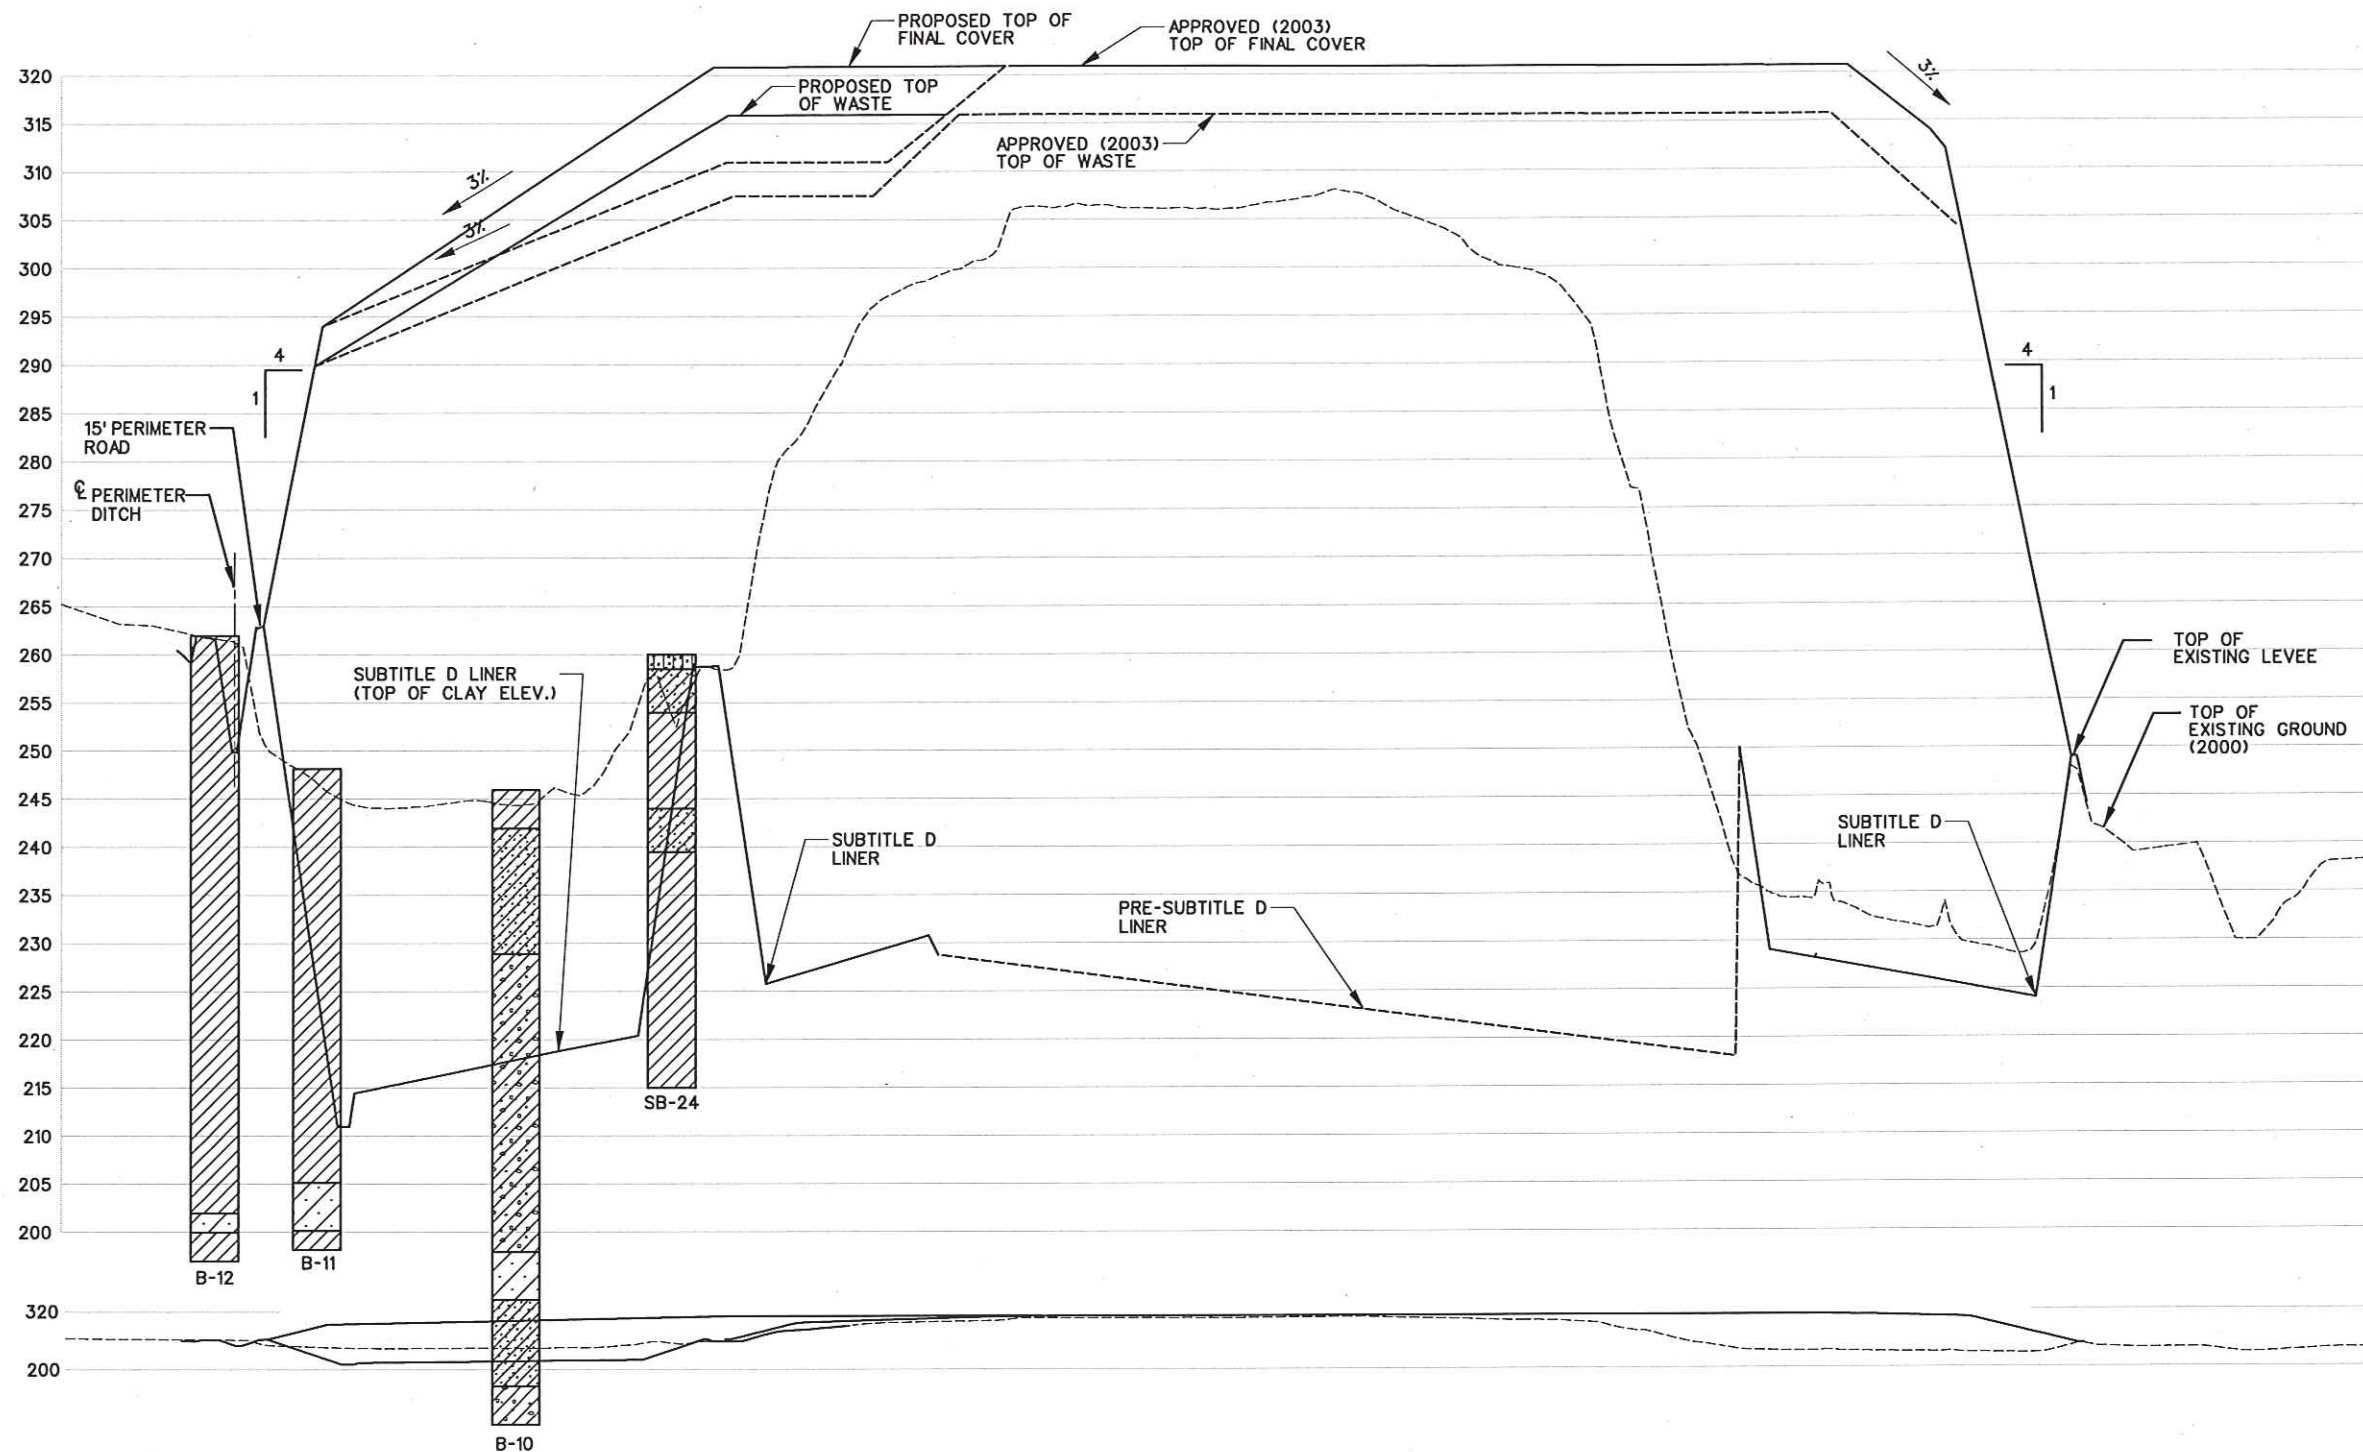 PROPOSED TOP OF
FINAL COVER
APPROVED (2003)
TOP OF FINAL COVER
3%
320
PROPOSED TOP
OF WASTE
315
APPROVED (2003)
TOP OF WASTE
310
3%
305
3%
300
295
290
4
1
4
1
285
15' PERIMETER
ROAD
280
℄ PERIMETER
DITCH
275
270
265
260
TOP OF
EXISTING LEVEE
SUBTITLE D LINER
(TOP OF CLAY ELEV.)
255
TOP OF
EXISTING GROUND
(2000)
250
245
SUBTITLE D
LINER
SUBTITLE D
LINER
240
235
PRE-SUBTITLE D
LINER
230
225
220
215
SB-24
210
205
200
B-11
B-12
320
200
B-10